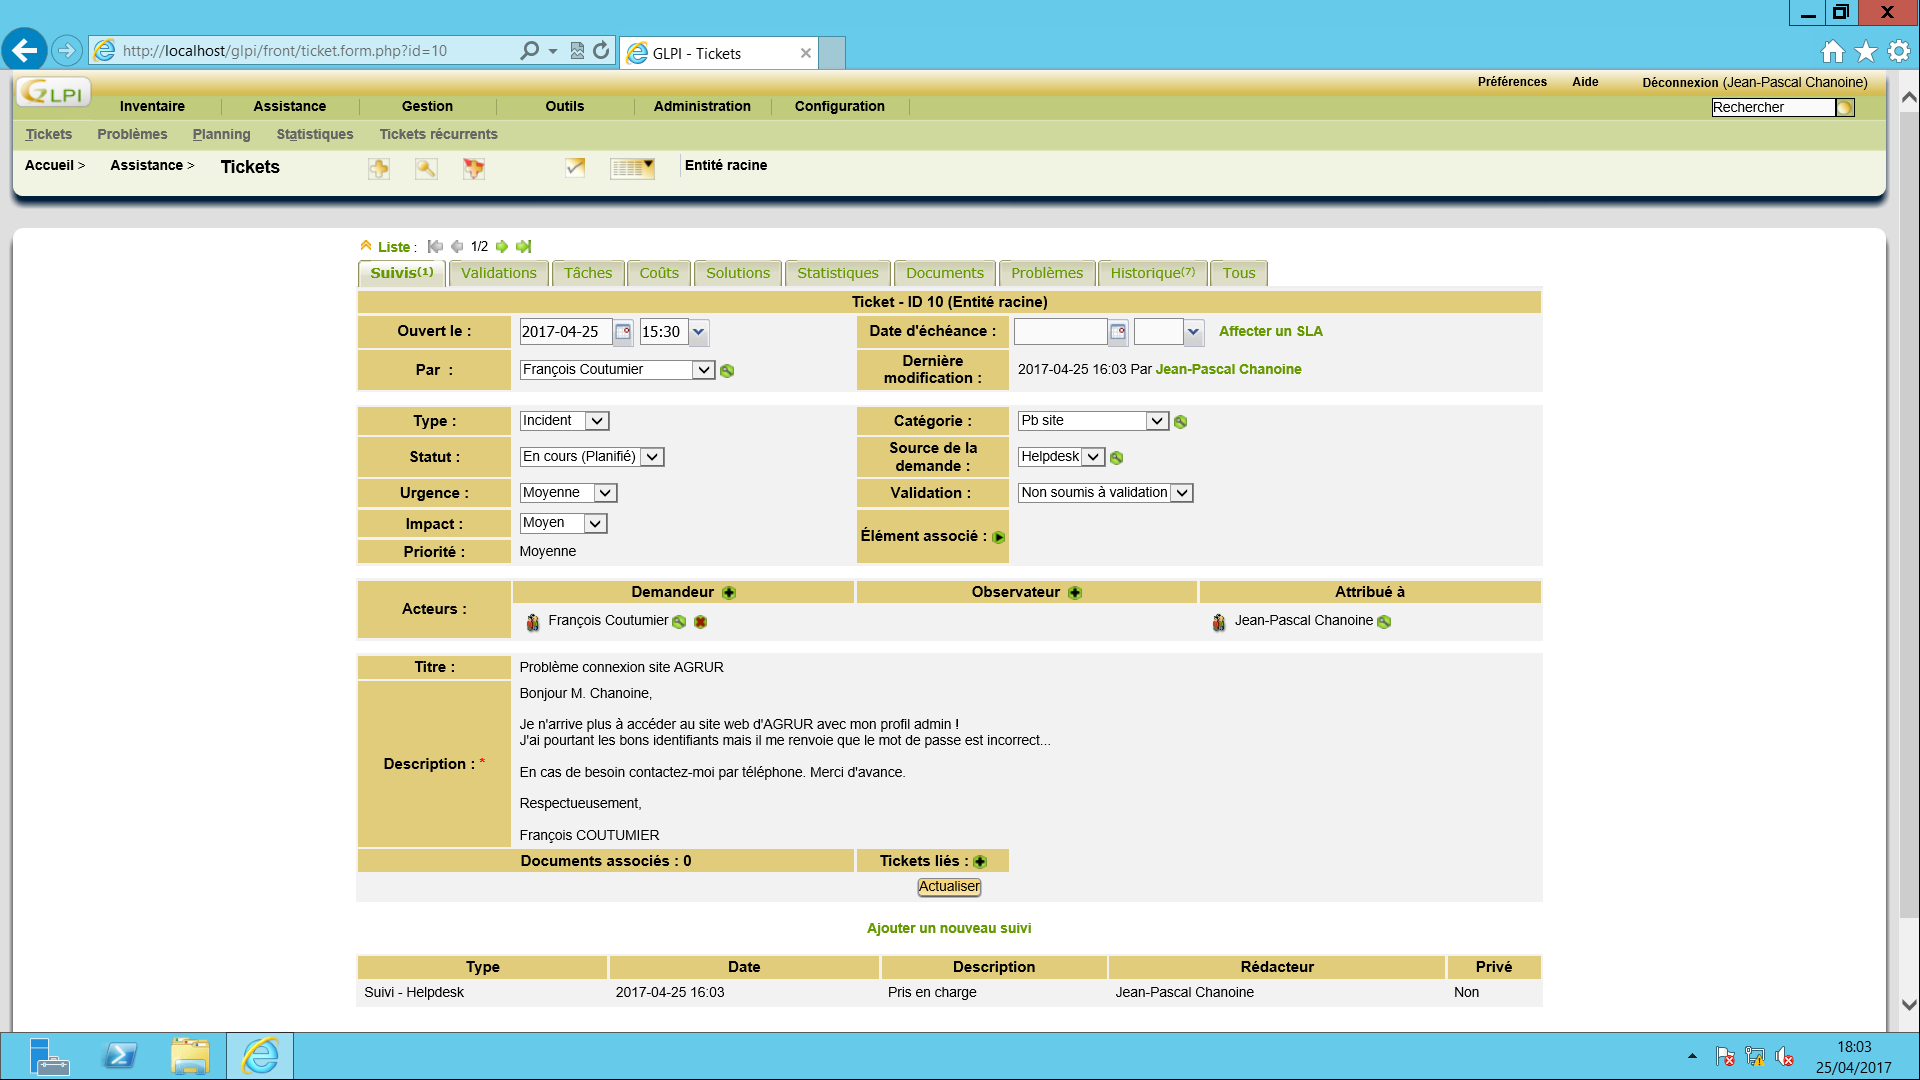 http://localhost/glpi/front/ticket.form.php?id=10
GLPI - Tickets
GLPI
Préférences Aide Déconnexion (Jean-Pascal Chanoine)
Inventaire Assistance Gestion Outils Administration Configuration
Rechercher
Tickets Problèmes Planning Statistiques Tickets récurrents
Accueil > Assistance > Tickets Entité racine
Liste : 1/2
Suivis(1) Validations Tâches Coûts Solutions Statistiques Documents Problèmes Historique(7) Tous
Ticket - ID 10 (Entité racine)
Ouvert le : 2017-04-25 15:30 Date d'échéance : Affecter un SLA
Par : François Coutumier Dernière modification : 2017-04-25 16:03 Par Jean-Pascal Chanoine
Type : Incident Catégorie : Pb site
Statut : En cours (Planifié) Source de la demande : Helpdesk
Urgence : Moyenne Validation : Non soumis à validation
Impact : Moyen Élément associé :
Priorité : Moyenne
Acteurs : Demandeur Observateur Attribué à
François Coutumier Jean-Pascal Chanoine
Titre : Problème connexion site AGRUR
Description : *
Bonjour M. Chanoine,
Je n'arrive plus à accéder au site web d'AGRUR avec mon profil admin !
J'ai pourtant les bons identifiants mais il me renvoie que le mot de passe est incorrect...
En cas de besoin contactez-moi par téléphone. Merci d'avance.
Respectueusement,
François COUTUMIER
Documents associés : 0 Tickets liés :
Actualiser
Ajouter un nouveau suivi
Type Date Description Rédacteur Privé
Suivi - Helpdesk 2017-04-25 16:03 Pris en charge Jean-Pascal Chanoine Non
18:03
25/04/2017